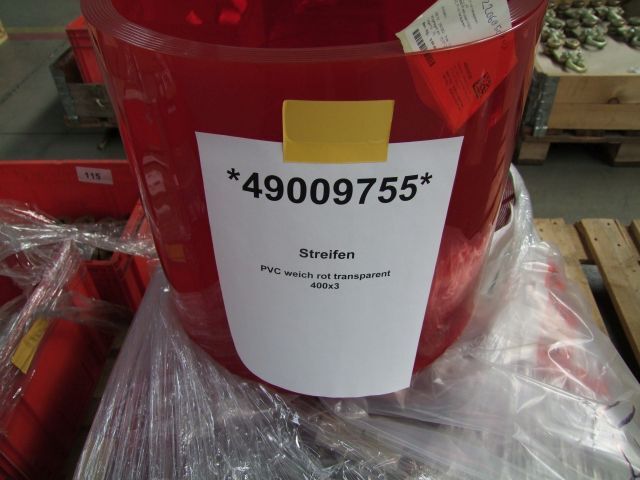 115
*49009755*
Streifen
PVC weich rot transparent
400x3